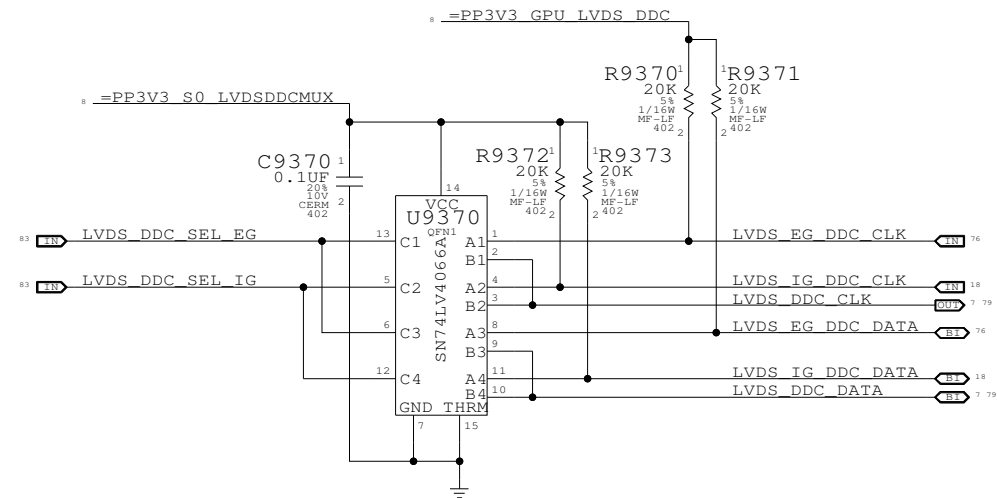 8 =PP3V3_GPU_LVDS_DDC
R9370 1 1 R9371
20K 20K
5% 5%
1/16W 1/16W
MF-LF MF-LF
402 2 2 402
8 =PP3V3_S0_LVDSDDCMUX
C9370 1
0.1UF
20%
10V
CERM
402 2
R9372 1 1 R9373
20K 20K
5% 5%
1/16W 1/16W
MF-LF MF-LF
402 2 2 402
14
VCC
U9370
QFN1
SN74LV4066A
83 IN LVDS_DDC_SEL_EG 13 C1 A1 1 LVDS_EG_DDC_CLK IN 76
B1 2
83 IN LVDS_DDC_SEL_IG 5 C2 A2 4 LVDS_IG_DDC_CLK IN 18
B2 3 LVDS_DDC_CLK OUT 7 79
6 C3 A3 8 LVDS_EG_DDC_DATA BI 76
B3 9
12 C4 A4 11 LVDS_IG_DDC_DATA BI 18
B4 10 LVDS_DDC_DATA BI 7 79
GND THRM
7 15